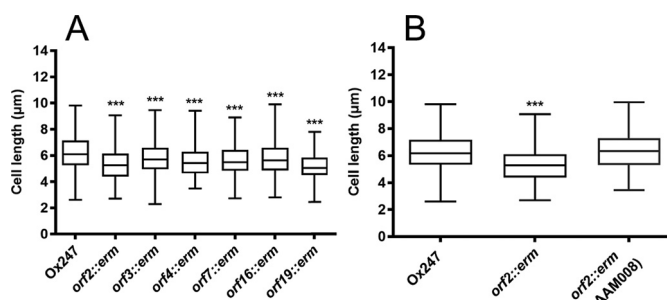 A
B
Cell length (µm)
14
12
10
8
6
4
2
0
***
***
***
***
***
***
Ox247
orf2::erm
orf3::erm
orf4::erm
orf7::erm
orf16::erm
orf19::erm
Cell length (µm)
14
12
10
8
6
4
2
0
***
Ox247
orf2::erm
orf2::erm
AAM008)